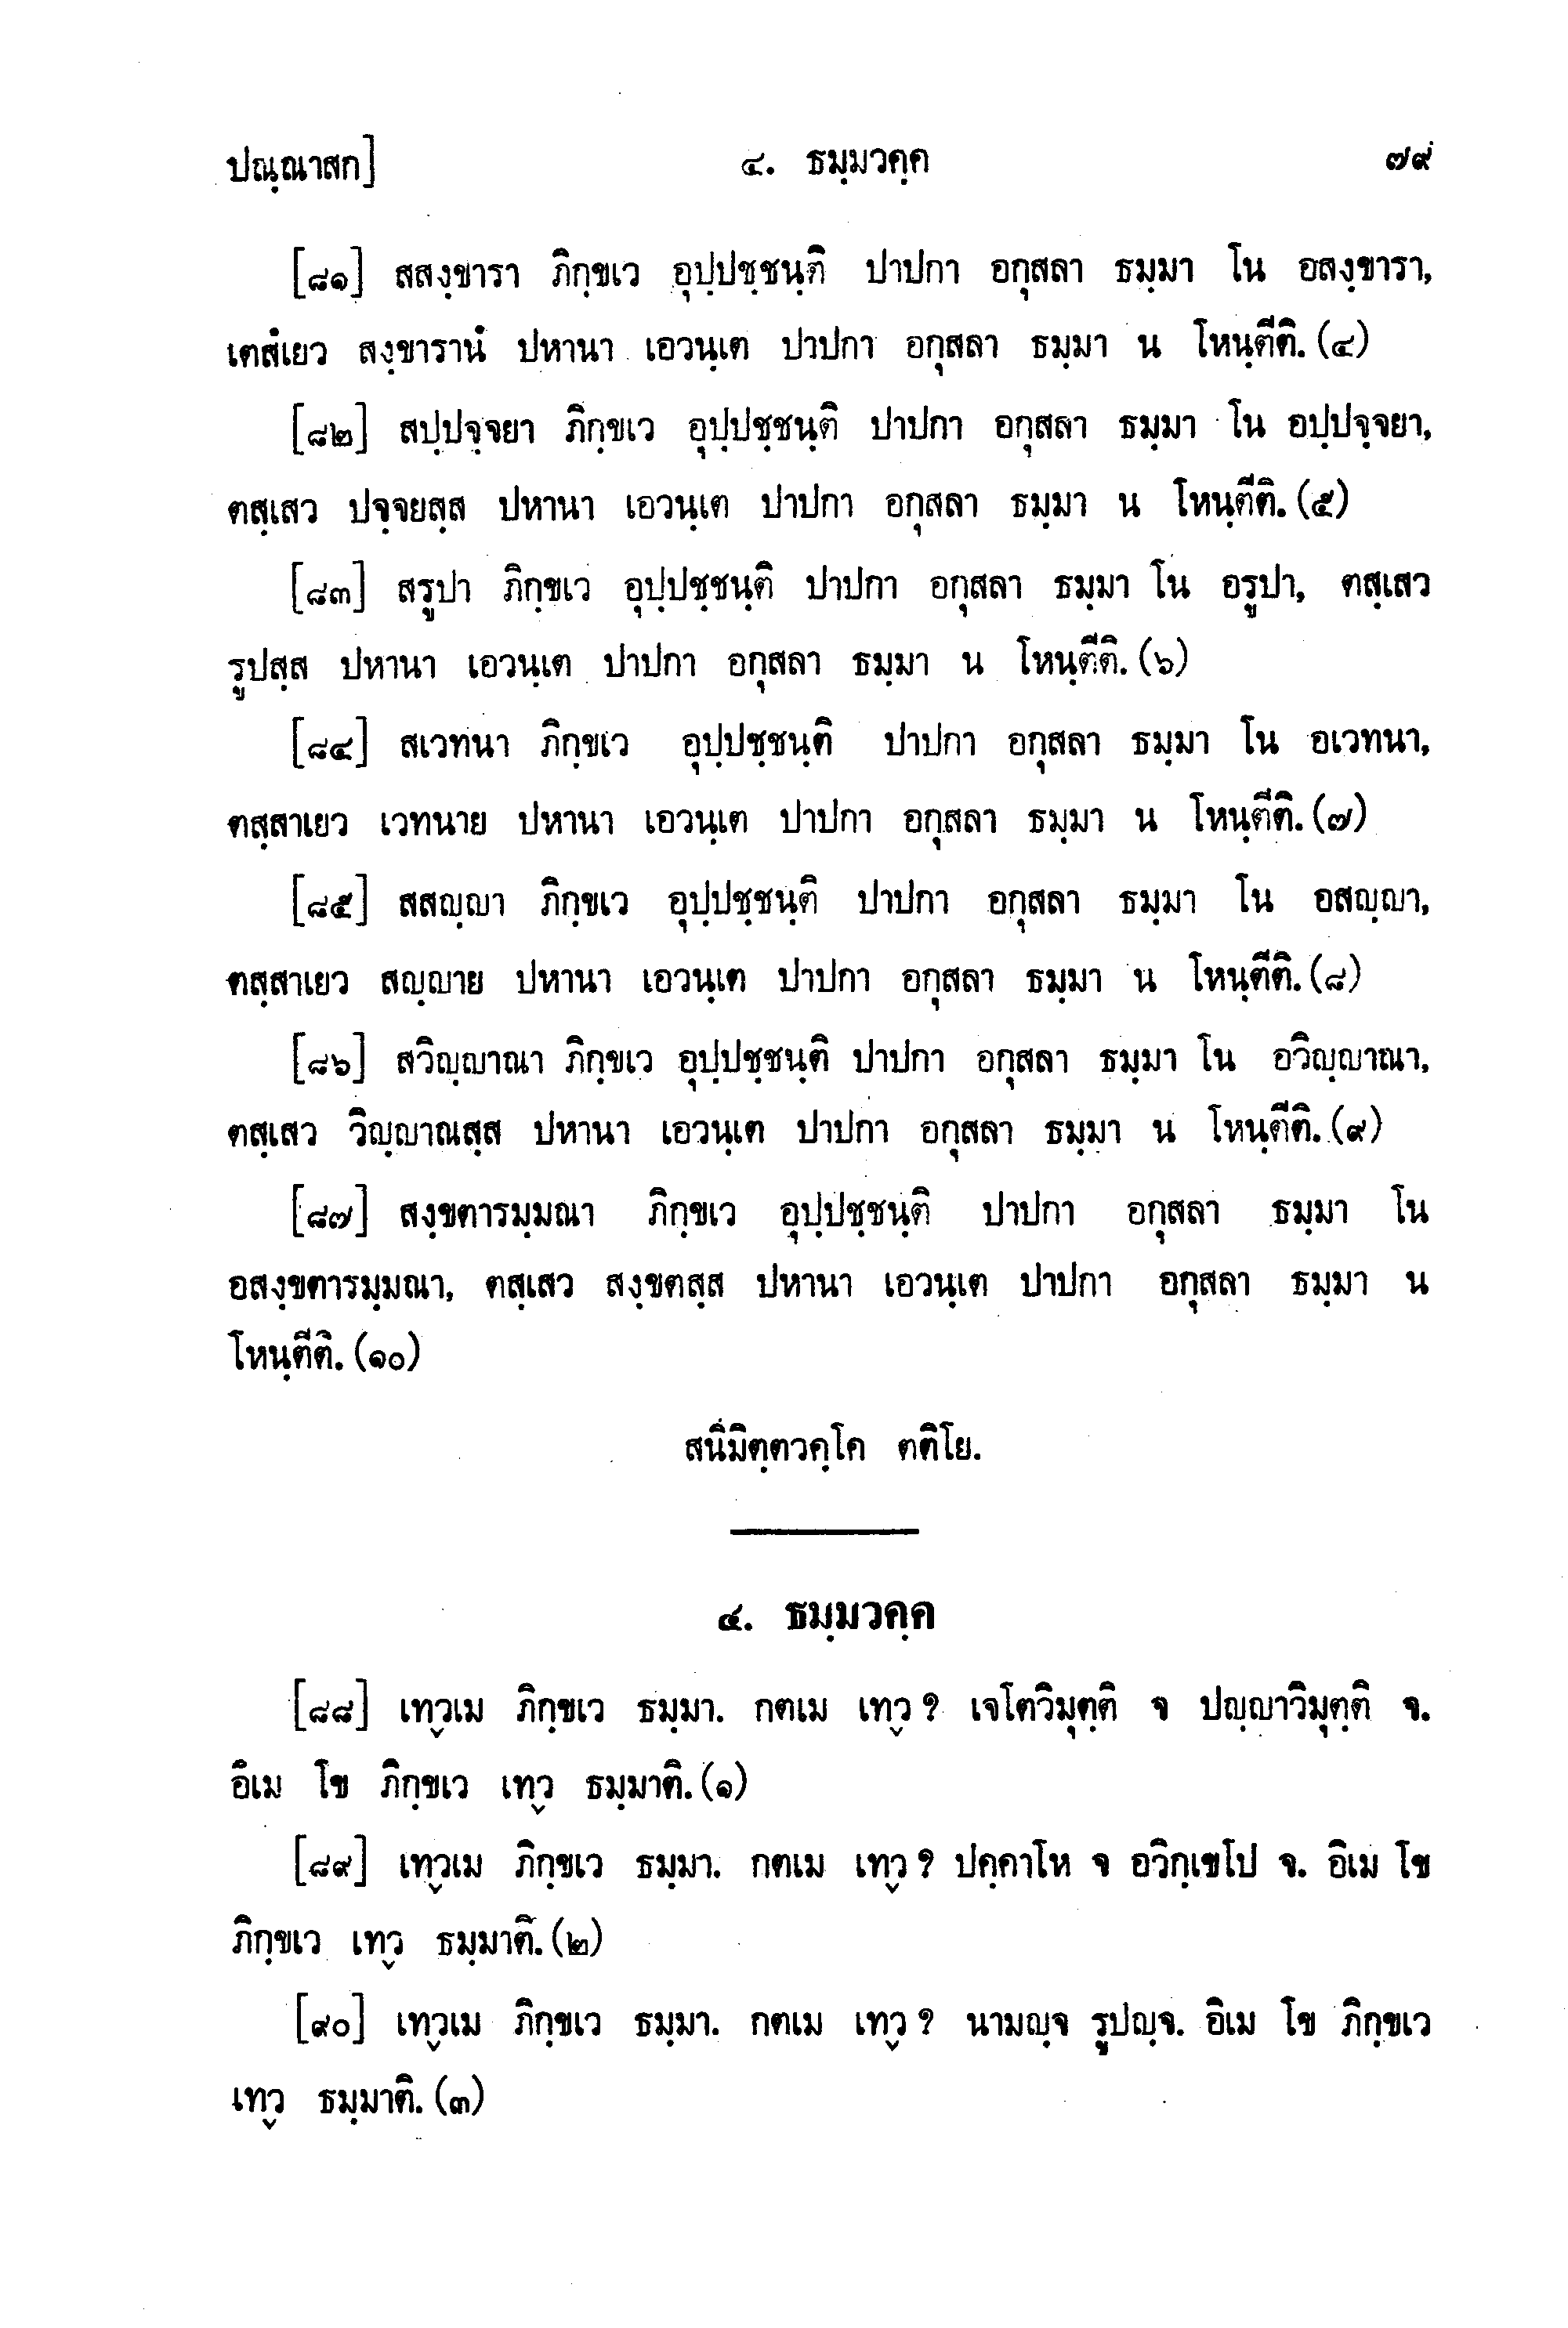 ปณฺณาสก] ๔. ธมฺมวคฺค ๗๙
[๘๑] สสงฺขารา ภิกฺขเว อุปฺปชฺชนฺติ ปาปกา อกุสลา ธมฺมา โน อสงฺขารา,
เตสํเยว สงฺขารานํ ปหานา เอวนฺเต ปาปกา อกุสลา ธมฺมา น โหนฺตีติ. (๔)
[๘๒] สปฺปจฺจยา ภิกฺขเว อุปฺปชฺชนฺติ ปาปกา อกุสลา ธมฺมา โน อปฺปจฺจยา,
ตสฺเสว ปจฺจยสฺส ปหานา เอวนฺเต ปาปกา อกุสลา ธมฺมา น โหนฺตีติ. (๕)
[๘๓] สรูปา ภิกฺขเว อุปฺปชฺชนฺติ ปาปกา อกุสลา ธมฺมา โน อรูปา, ตสฺเสว
รูปสฺส ปหานา เอวนฺเต ปาปกา อกุสลา ธมฺมา น โหนฺตีติ. (๖)
[๘๔] สเวทนา ภิกฺขเว อุปฺปชฺชนฺติ ปาปกา อกุสลา ธมฺมา โน อเวทนา,
ตสฺสาเยว เวทนาย ปหานา เอวนฺเต ปาปกา อกุสลา ธมฺมา น โหนฺตีติ. (๗)
[๘๕] สสญฺญา ภิกฺขเว อุปฺปชฺชนฺติ ปาปกา อกุสลา ธมฺมา โน อสญฺญา,
ตสฺสาเยว สญฺญาย ปหานา เอวนฺเต ปาปกา อกุสลา ธมฺมา น โหนฺตีติ. (๘)
[๘๖] สวิญฺญาณา ภิกฺขเว อุปฺปชฺชนฺติ ปาปกา อกุสลา ธมฺมา โน อวิญฺญาณา,
ตสฺเสว วิญฺญาณสฺส ปหานา เอวนฺเต ปาปกา อกุสลา ธมฺมา น โหนฺตีติ. (๙)
[๘๗] สงฺขตารมฺมณา ภิกฺขเว อุปฺปชฺชนฺติ ปาปกา อกุสลา ธมฺมา โน
อสงฺขตารมฺมณา, ตสฺเสว สงฺขตสฺส ปหานา เอวนฺเต ปาปกา อกุสลา ธมฺมา น
โหนฺตีติ. (๑๐)
สนิมิตฺตวคฺโค ตติโย.
๔. ธมฺมวคฺค
[๘๘] เทฺวเม ภิกฺขเว ธมฺมา. กตเม เทฺว ? เจโตวิมุตฺติ จ ปญฺญาวิมุตฺติ จ.
อิเม โข ภิกฺขเว เทฺว ธมฺมาติ. (๑)
[๘๙] เทฺวเม ภิกฺขเว ธมฺมา. กตเม เทฺว ? ปคฺคาโห จ อวิกฺเขโป จ. อิเม โข
ภิกฺขเว เทฺว ธมฺมาติ. (๒)
[๙๐] เทฺวเม ภิกฺขเว ธมฺมา. กตเม เทฺว ? นามญฺจ รูปญฺจ. อิเม โข ภิกฺขเว
เทฺว ธมฺมาติ. (๓)